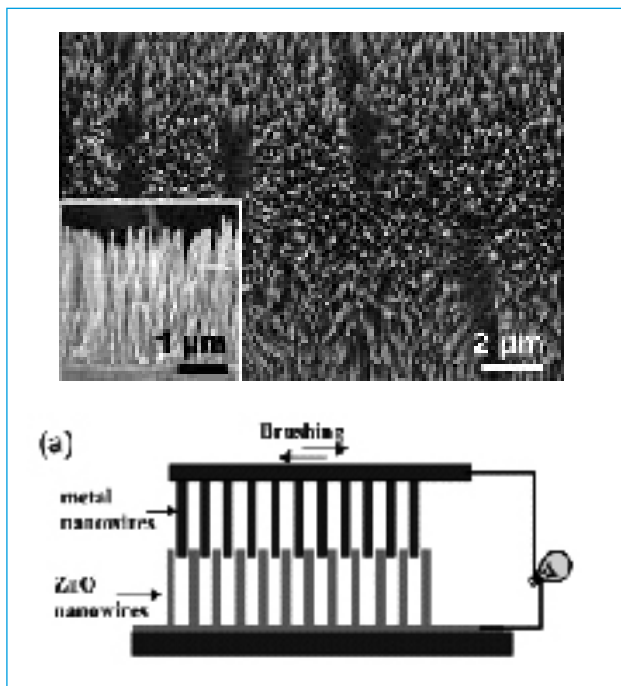 1 μm
2 μm
(a)
Brushing
metal
nanowires
ZnO
nanowires